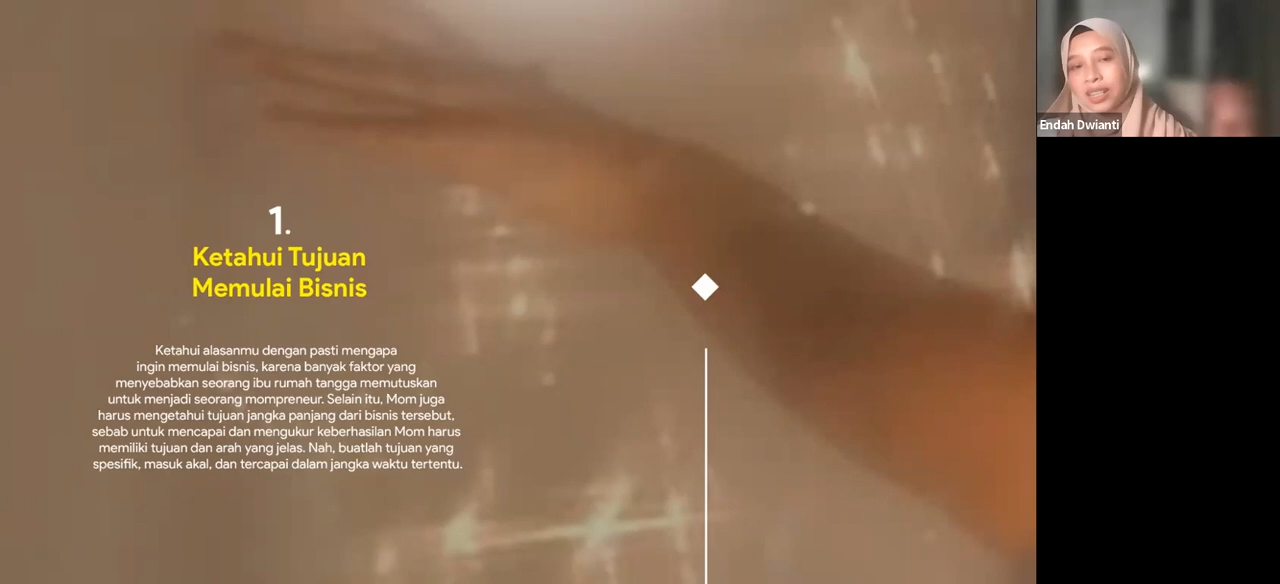 1.
Ketahui Tujuan
Memulai Bisnis
Ketahui alasanmu dengan pasti mengapa
ingin memulai bisnis, karena banyak faktor yang
menyebabkan seorang ibu rumah tangga memutuskan
untuk menjadi seorang mompreneur. Selain itu, Mom juga
harus mengetahui tujuan jangka panjang dari bisnis tersebut,
sebab untuk mencapai dan mengukur keberhasilan Mom harus
memiliki tujuan dan arah yang jelas. Nah, buatlah tujuan yang
spesifik, masuk akal, dan tercapai dalam jangka waktu tertentu.
Endah Dwianti